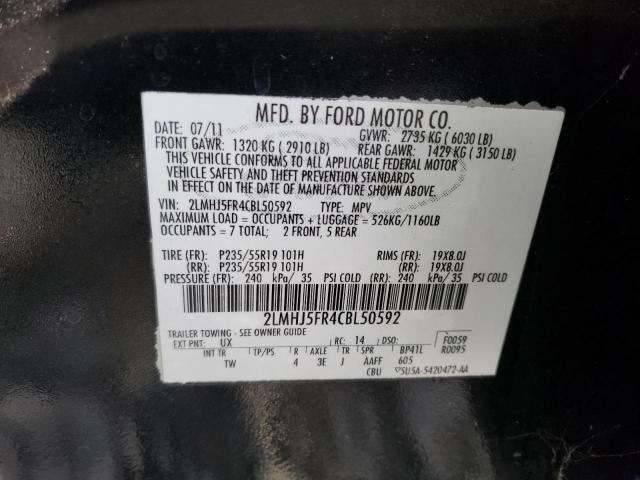 MFD. BY FORD MOTOR CO.
DATE: 07/11 GVWR: 2735 KG ( 6030 LB)
FRONT GAWR: 1320 KG ( 2910 LB) REAR GAWR: 1429 KG ( 3150 LB)
THIS VEHICLE CONFORMS TO ALL APPLICABLE FEDERAL MOTOR
VEHICLE SAFETY AND THEFT PREVENTION STANDARDS
IN EFFECT ON THE DATE OF MANUFACTURE SHOWN ABOVE.
VIN: 2LMHJ5FR4CBL50592 TYPE: MPV
MAXIMUM LOAD = OCCUPANTS + LUGGAGE = 526KG/1160LB
OCCUPANTS = 7 TOTAL; 2 FRONT, 5 REAR
TIRE (FR): P235/55R19 101H RIMS (FR): 19X8.0J
(RR): P235/55R19 101H (RR): 19X8.0J
PRESSURE (FR): 240 kPa/ 35 PSI COLD (RR): 240 kPa/ 35 PSI COLD
2LMHJ5FR4CBL50592
TRAILER TOWING - SEE OWNER GUIDE
EXT PNT: UX RC: 14 DSO: F0059
INT TR TP/PS R AXLE TR SPR BP41L R0095
TW 4 3E J AAFF 605
CBU 5U5A-5420472-AA